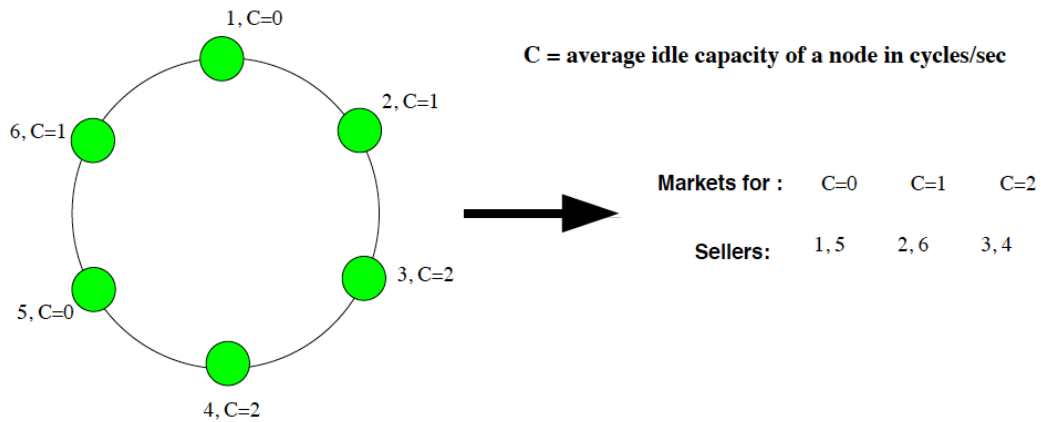 1, C=0
C = average idle capacity of a node in cycles/sec
2, C=1
6, C=1
Markets for : C=0 C=1 C=2
Sellers: 1, 5 2, 6 3, 4
3, C=2
5, C=0
4, C=2